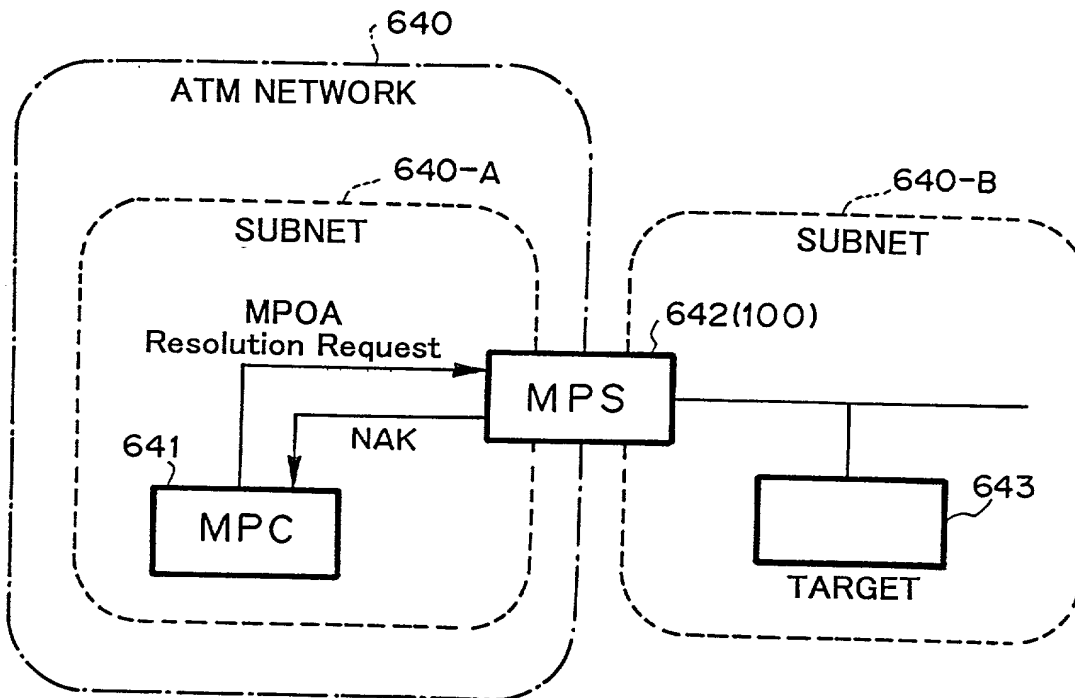 640
ATM NETWORK
640-A
640-B
SUBNET
SUBNET
MPOA
Resolution Request
642(100)
MPS
NAK
641
MPC
643
TARGET